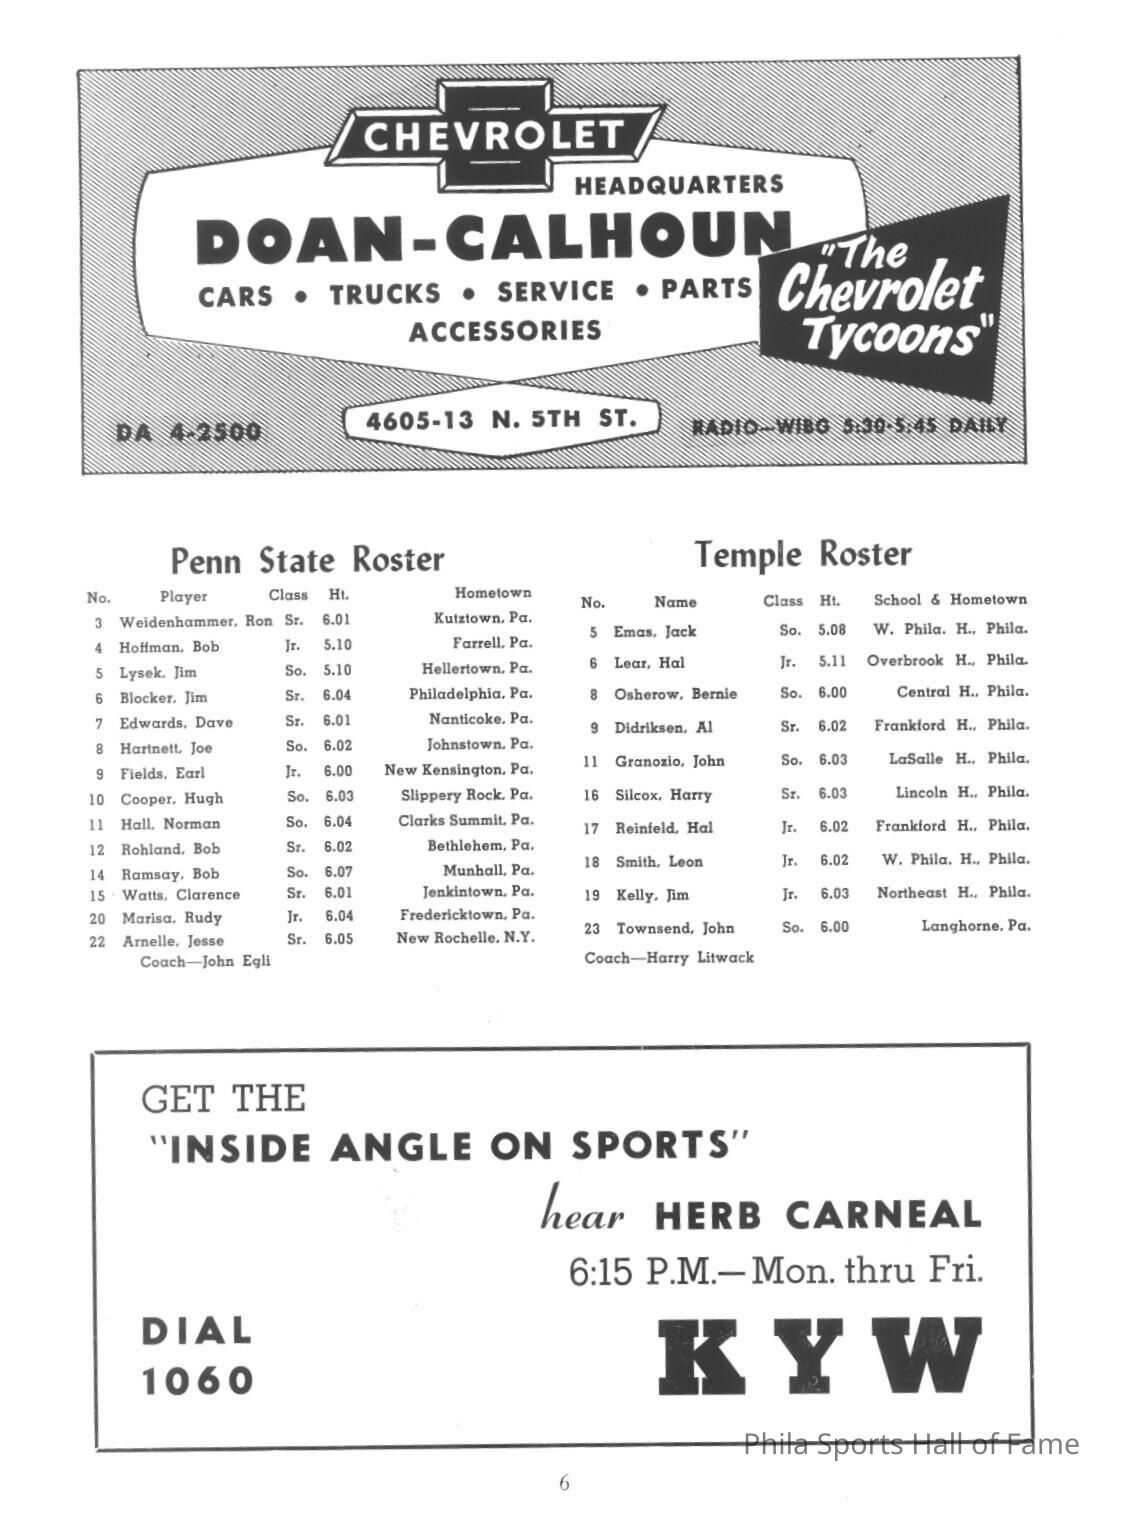 CHEVROLET
HEADQUARTERS
DOAN-CALHOUN
CARS • TRUCKS • SERVICE • PARTS
ACCESSORIES
"The
Chevrolet
Tycoons"
4605-13 N. 5TH ST.
DA 4-2500
RADIO—WIBG 5:30-5:45 DAILY
Penn State Roster
No. Player Class Ht. Hometown
3 Weidenhammer, Ron Sr. 6.01 Kutztown, Pa.
4 Hoffman, Bob Jr. 5.10 Farrell, Pa.
5 Lysek, Jim So. 5.10 Hellertown, Pa.
6 Blocker, Jim Sr. 6.04 Philadelphia, Pa.
7 Edwards, Dave Sr. 6.01 Nanticoke, Pa.
8 Hartnett, Joe So. 6.02 Johnstown, Pa.
9 Fields, Earl Jr. 6.00 New Kensington, Pa.
10 Cooper, Hugh So. 6.03 Slippery Rock, Pa.
11 Hall, Norman So. 6.04 Clarks Summit, Pa.
12 Rohland, Bob Sr. 6.02 Bethlehem, Pa.
14 Ramsay, Bob So. 6.07 Munhall, Pa.
15 Watts, Clarence Sr. 6.01 Jenkintown, Pa.
20 Marisa, Rudy Jr. 6.04 Fredericktown, Pa.
22 Arnelle, Jesse Sr. 6.05 New Rochelle, N.Y.
Coach—John Egli
Temple Roster
No. Name Class Ht. School & Hometown
5 Emas, Jack So. 5.08 W. Phila. H., Phila.
6 Lear, Hal Jr. 5.11 Overbrook H., Phila.
8 Osherow, Bernie So. 6.00 Central H., Phila.
9 Didriksen, Al Sr. 6.02 Frankford H., Phila.
11 Granozio, John So. 6.03 LaSalle H., Phila.
16 Silcox, Harry Sr. 6.03 Lincoln H., Phila.
17 Reinfeld, Hal Jr. 6.02 Frankford H., Phila.
18 Smith, Leon Jr. 6.02 W. Phila. H., Phila.
19 Kelly, Jim Jr. 6.03 Northeast H., Phila.
23 Townsend, John So. 6.00 Langhorne, Pa.
Coach—Harry Litwack
GET THE
"INSIDE ANGLE ON SPORTS"
hear HERB CARNEAL
6:15 P.M.—Mon. thru Fri.
DIAL
1060
KYW
Phila Sports Hall of Fame
6